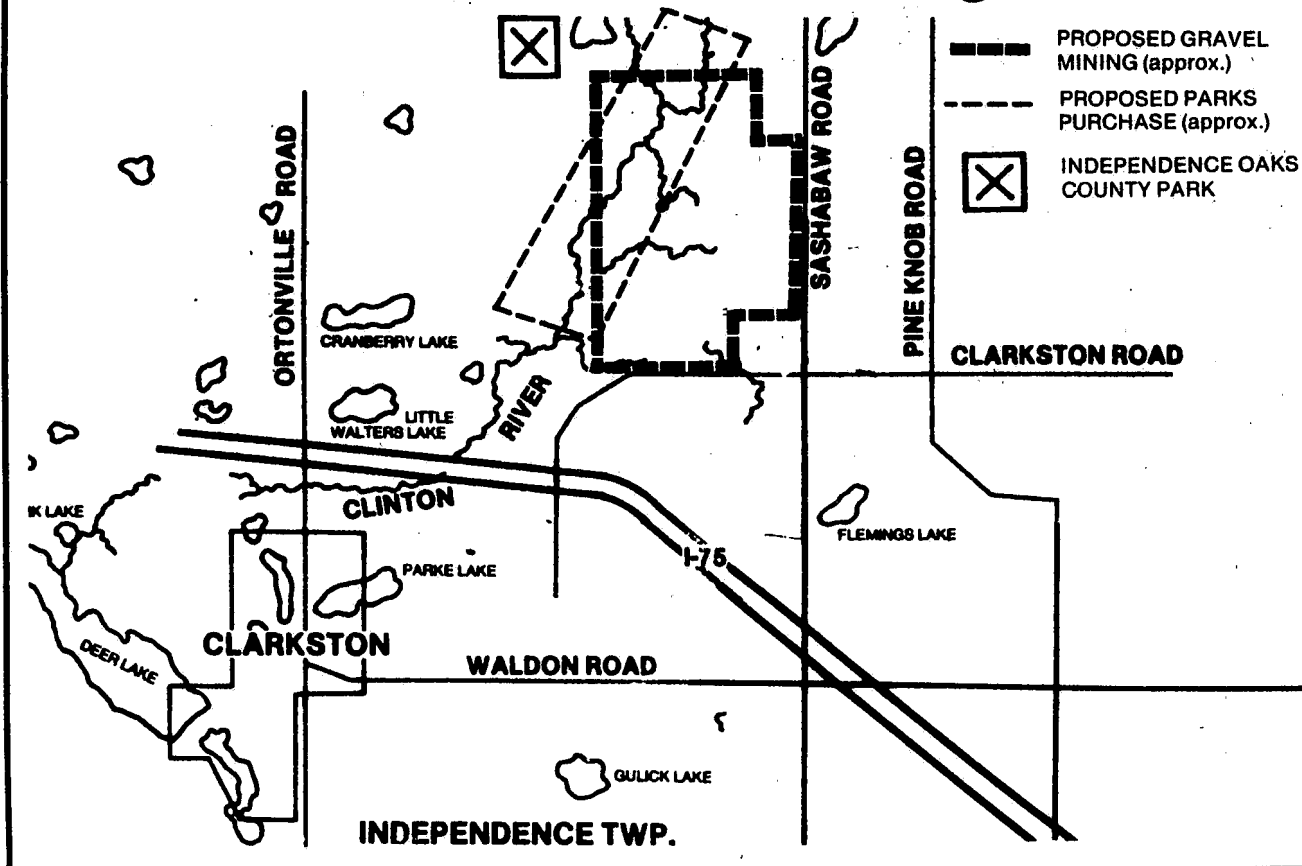 PROPOSED GRAVEL
MINING (approx.)
PROPOSED PARKS
PURCHASE (approx.)
INDEPENDENCE OAKS
COUNTY PARK
ORTONVILLE ROAD
SASHABAW ROAD
PINE KNOB ROAD
CRANBERRY LAKE
CLARKSTON ROAD
LITTLE
WALTERS LAKE
RIVER
CLINTON
IK LAKE
FLEMINGS LAKE
I-75
PARKE LAKE
CLARKSTON
DEER LAKE
WALDON ROAD
GULICK LAKE
INDEPENDENCE TWP.